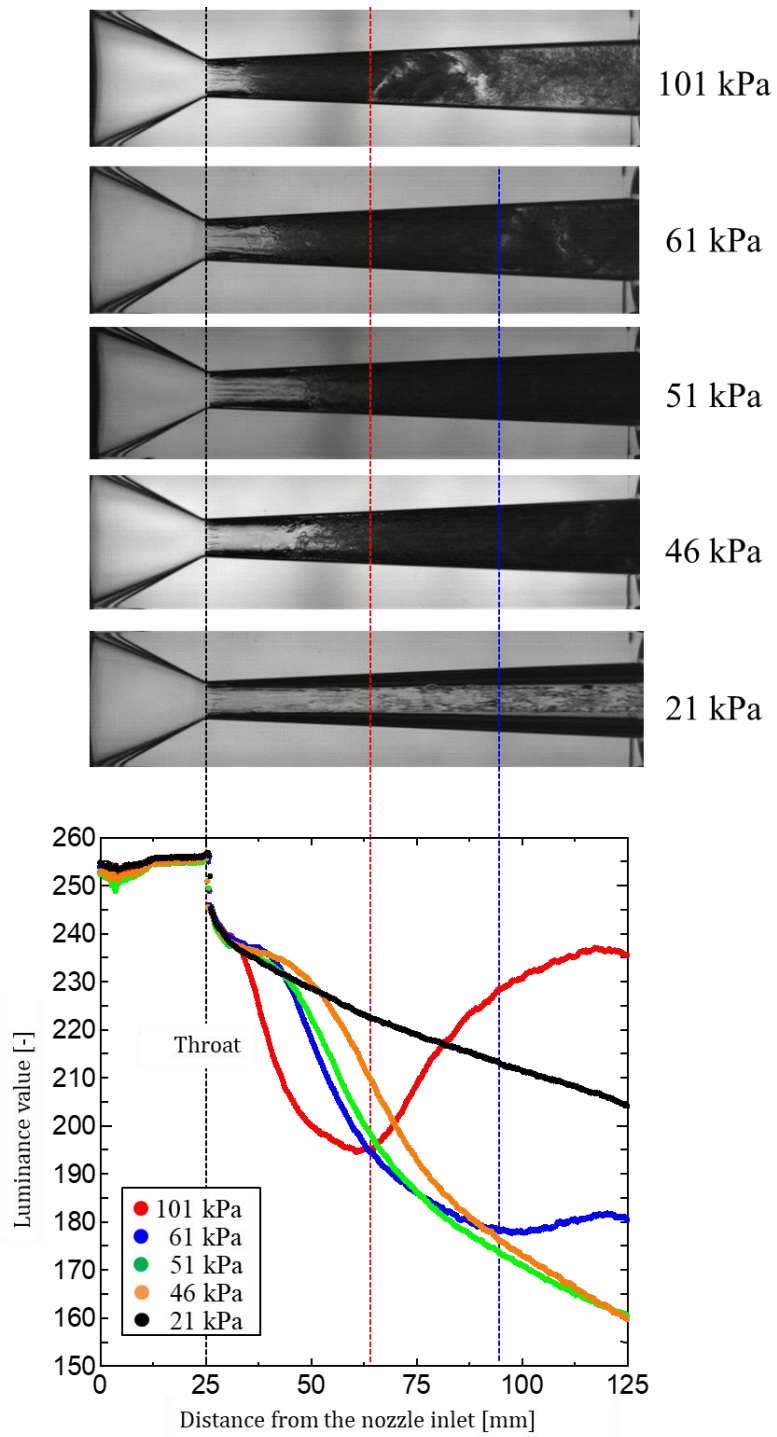 101 kPa
61 kPa
51 kPa
46 kPa
21 kPa
260
250
240
230
220
210
200
190
180
170
160
150
Luminance value [-]
Throat
101 kPa
61 kPa
51 kPa
46 kPa
21 kPa
0 25 50 75 100 125
Distance from the nozzle inlet [mm]